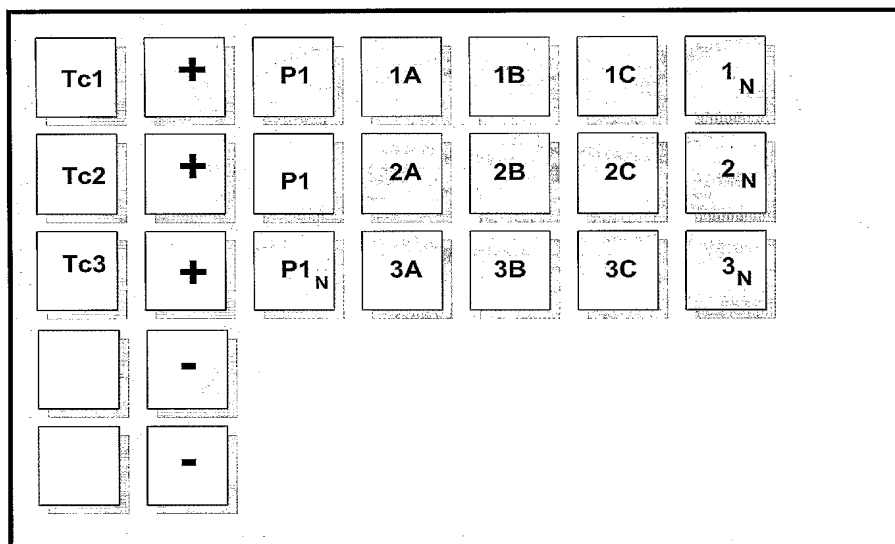 Tc1 + P1 1A 1B 1C 1N
Tc2 + P1 2A 2B 2C 2N
Tc3 + P1N 3A 3B 3C 3N
-
-